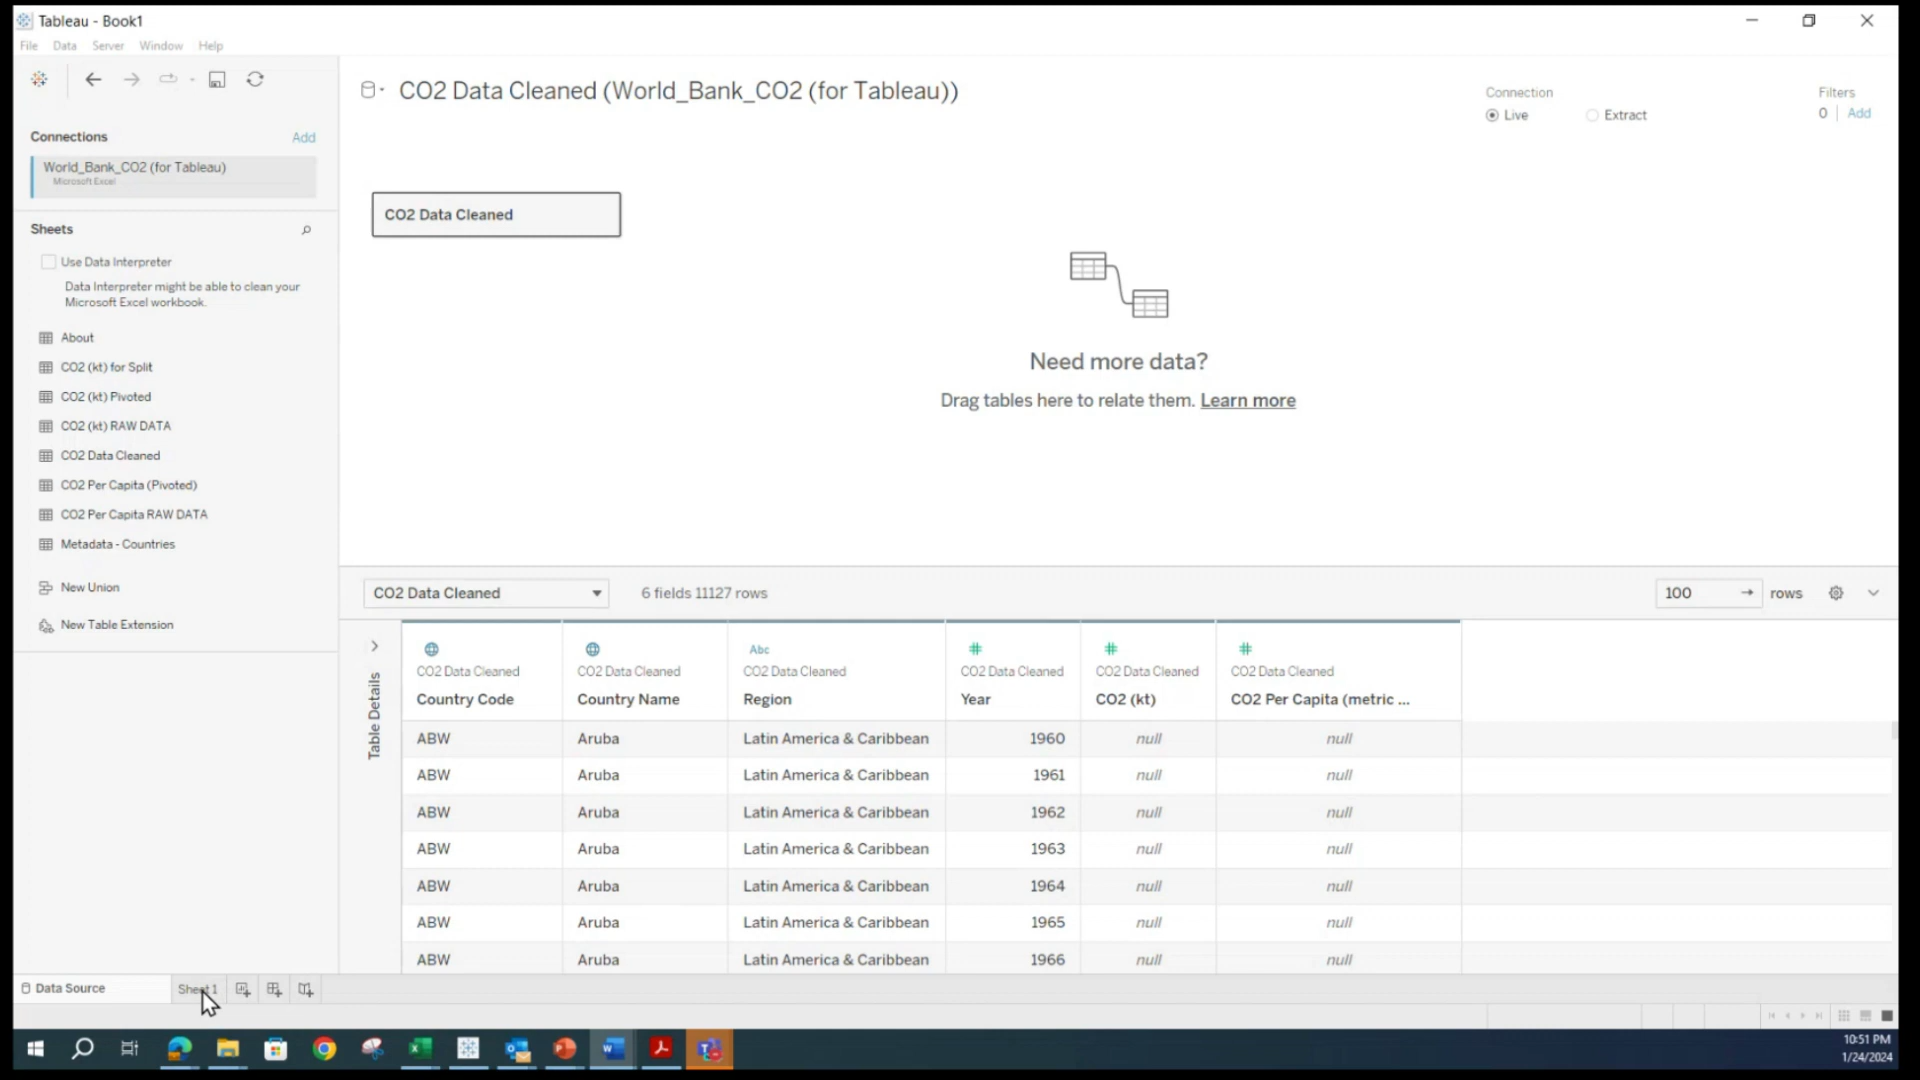 Tableau - Book1
File Data Server Window Help
Connections Add
World_Bank_CO2 (for Tableau)
Microsoft Excel
Sheets
Use Data Interpreter
Data Interpreter might be able to clean your
Microsoft Excel workbook.
About
CO2 (kt) for Split
CO2 (kt) Pivoted
CO2 (kt) RAW DATA
CO2 Data Cleaned
CO2 Per Capita (Pivoted)
CO2 Per Capita RAW DATA
Metadata - Countries
New Union
New Table Extension
CO2 Data Cleaned (World_Bank_CO2 (for Tableau))
Connection
Live Extract
Filters
0 | Add
CO2 Data Cleaned
Need more data?
Drag tables here to relate them. Learn more
CO2 Data Cleaned 6 fields 11127 rows 100 → rows
Table Details
Abc
CO2 Data Cleaned CO2 Data Cleaned CO2 Data Cleaned CO2 Data Cleaned CO2 Data Cleaned CO2 Data Cleaned
Country Code Country Name Region Year CO2 (kt) CO2 Per Capita (metric ...
ABW Aruba Latin America & Caribbean 1960 null null
ABW Aruba Latin America & Caribbean 1961 null null
ABW Aruba Latin America & Caribbean 1962 null null
ABW Aruba Latin America & Caribbean 1963 null null
ABW Aruba Latin America & Caribbean 1964 null null
ABW Aruba Latin America & Caribbean 1965 null null
ABW Aruba Latin America & Caribbean 1966 null null
Data Source Sheet 1
10:51 PM
1/24/2024